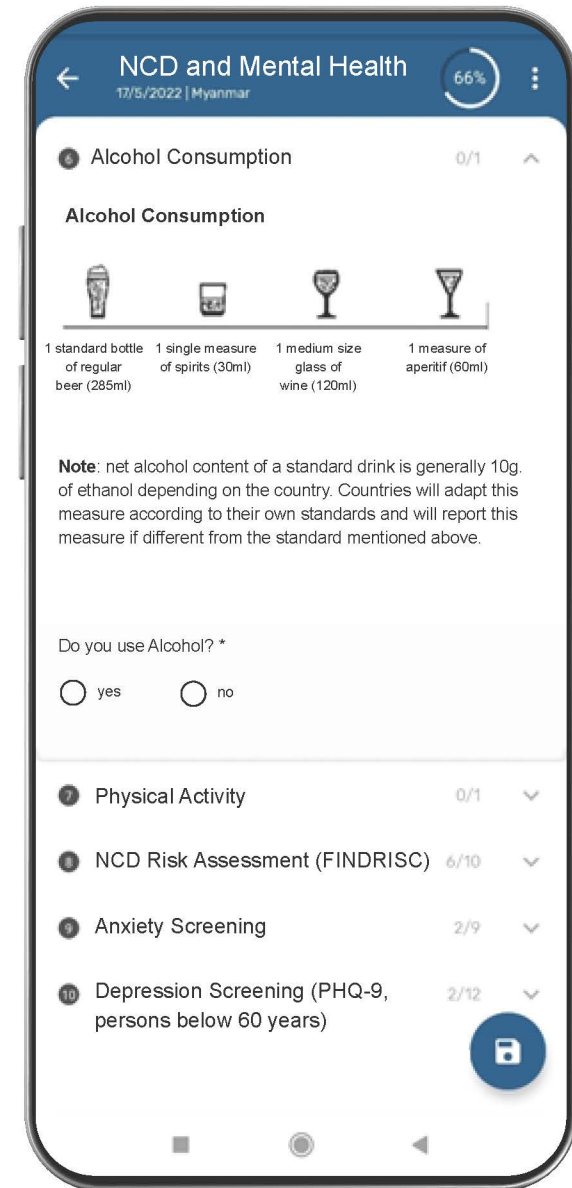 NCD and Mental Health
66%
17/5/2022 | Myanmar
6 Alcohol Consumption 0/1
Alcohol Consumption
1 standard bottle of regular beer (285ml)
1 single measure of spirits (30ml)
1 medium size glass of wine (120ml)
1 measure of aperitif (60ml)
Note: net alcohol content of a standard drink is generally 10g.
of ethanol depending on the country. Countries will adapt this
measure according to their own standards and will report this
measure if different from the standard mentioned above.
Do you use Alcohol? *
yes no
7 Physical Activity 0/1
8 NCD Risk Assessment (FINDRISC) 6/10
9 Anxiety Screening 2/9
10 Depression Screening (PHQ-9, 2/12
persons below 60 years)